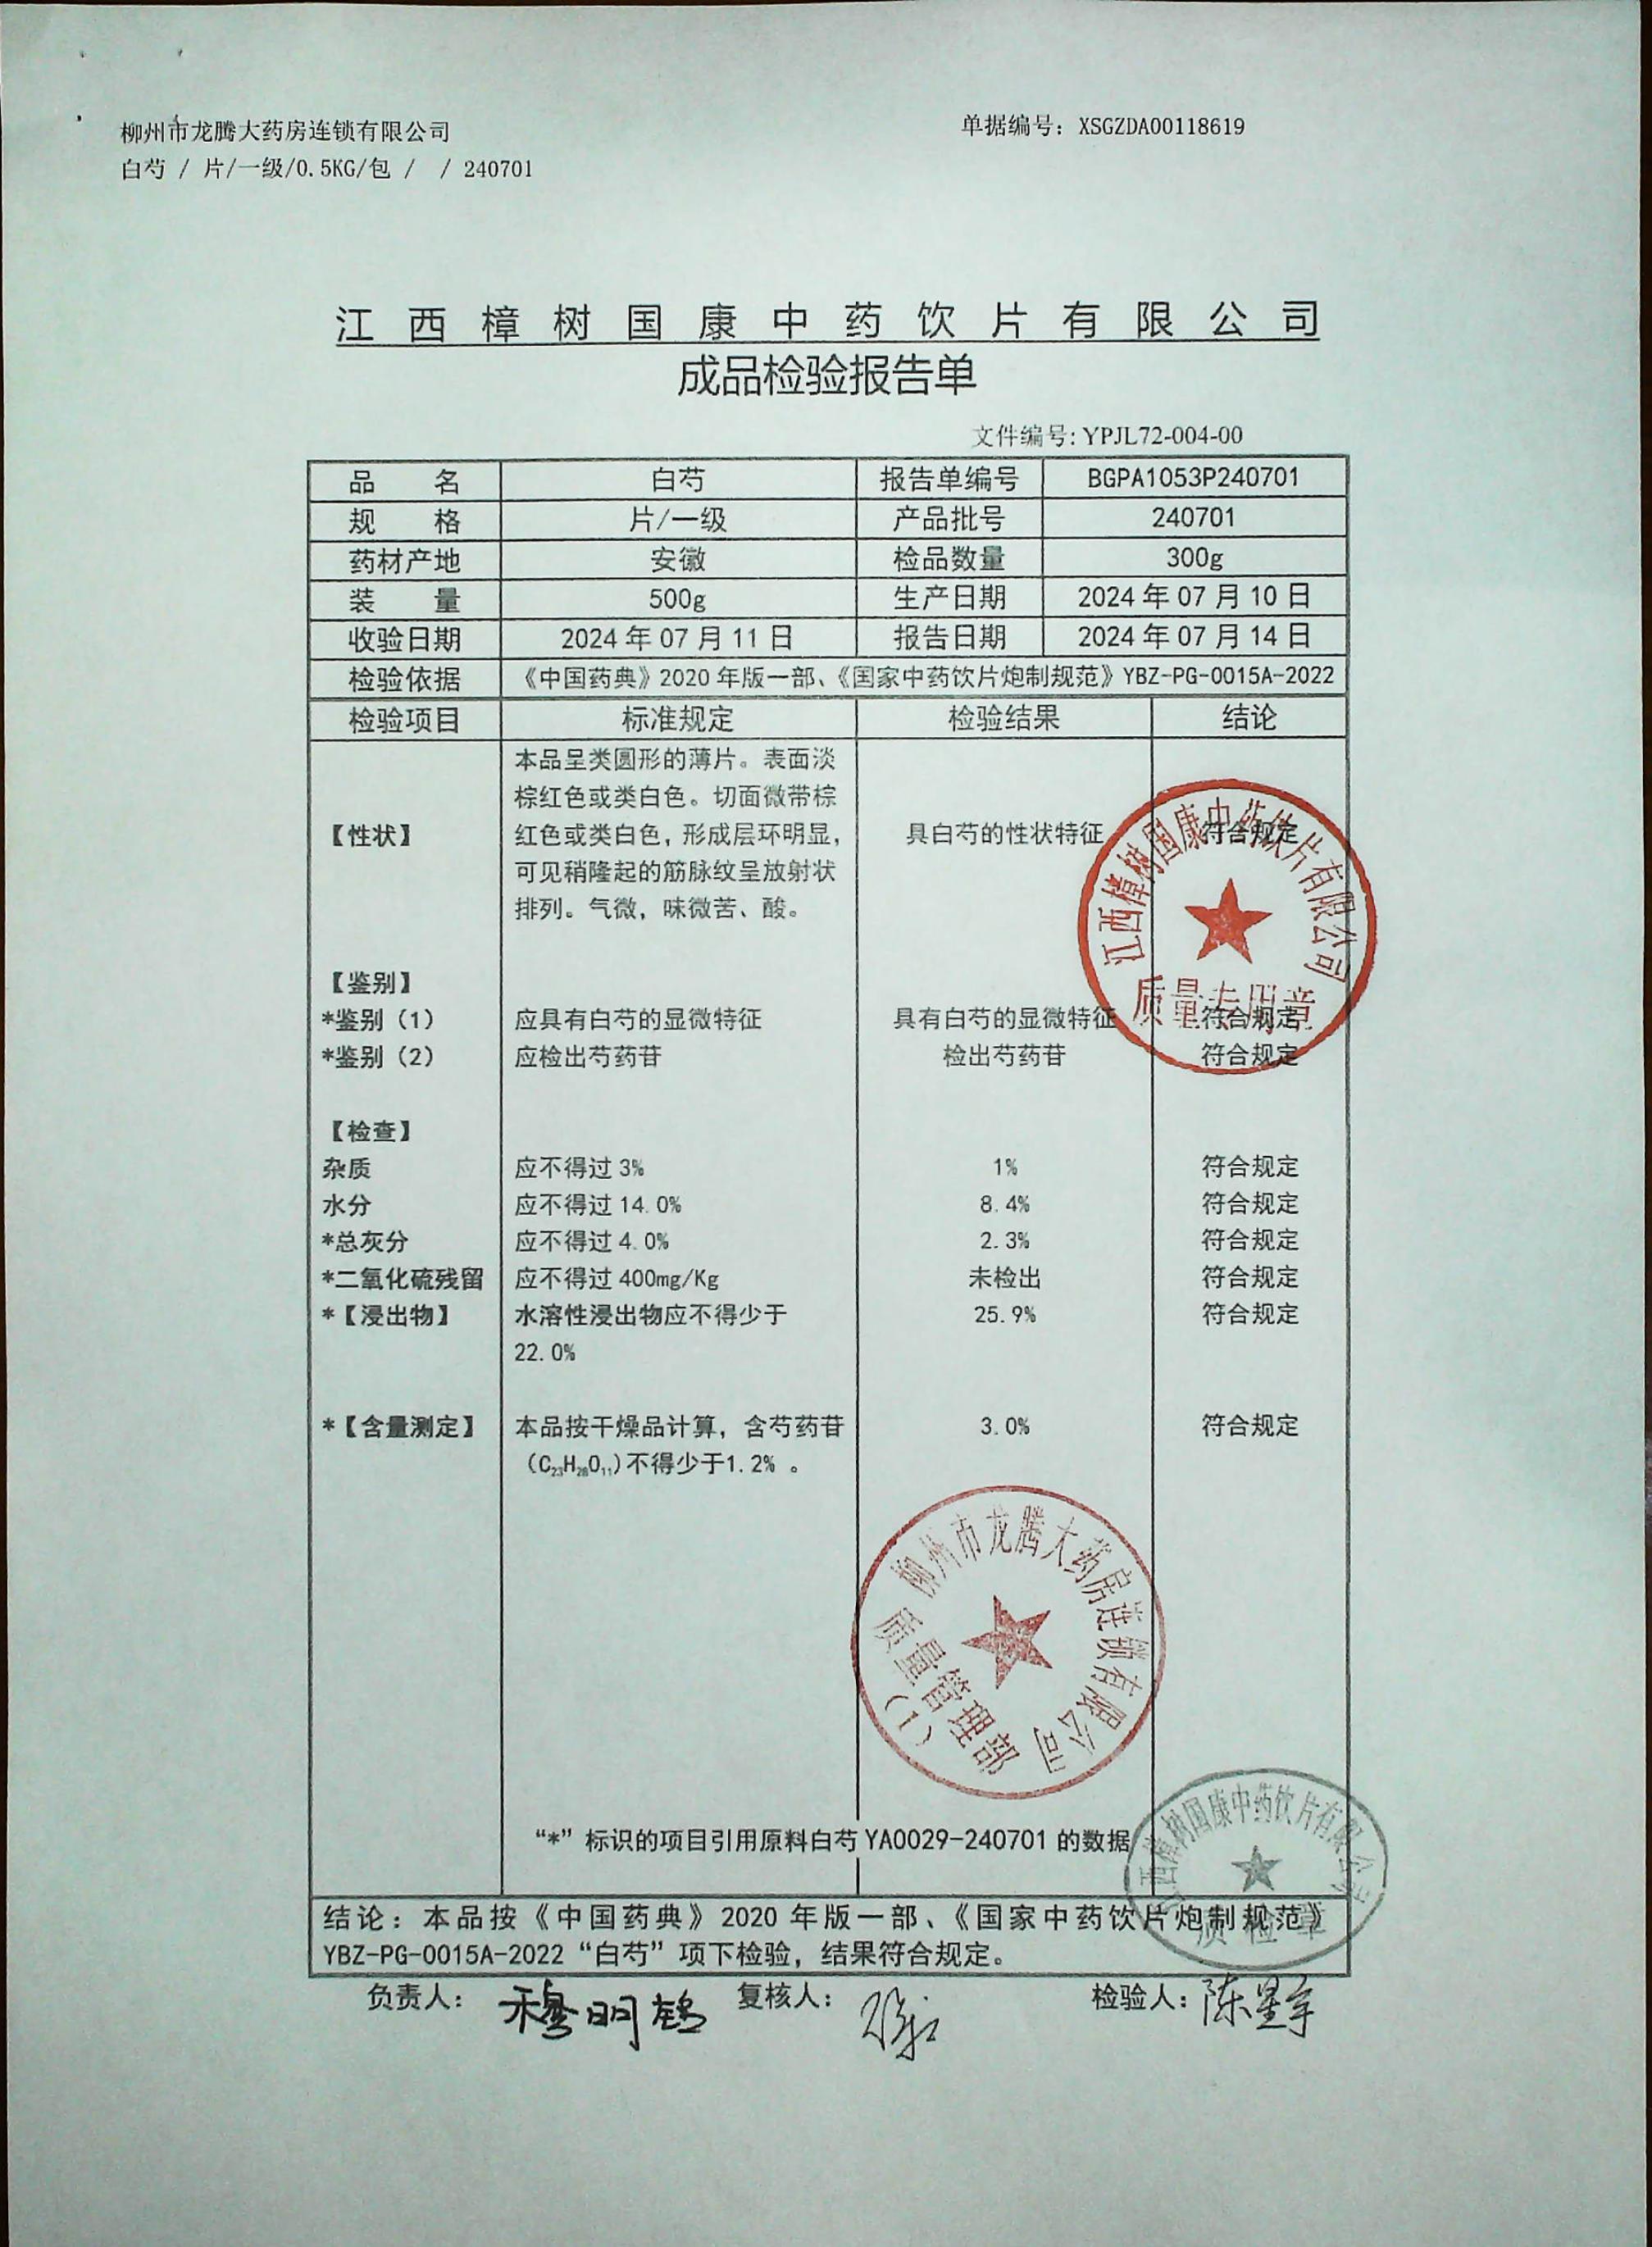 柳州市龙腾大药房连锁有限公司 单据编号：XSGZDA00118619
白芍 / 片/一级/0.5KG/包 / / 240701
江西樟树国康中药饮片有限公司
成品检验报告单
文件编号:YPJL72-004-00
品名 白芍 报告单编号 BGPA1053P240701
规格 片/一级 产品批号 240701
药材产地 安徽 检品数量 300g
装量 500g 生产日期 2024年07月10日
收验日期 2024年07月11日 报告日期 2024年07月14日
检验依据 《中国药典》2020年版一部、《国家中药饮片炮制规范》YBZ-PG-0015A-2022
检验项目 标准规定 检验结果 结论
本品呈类圆形的薄片。表面淡
棕红色或类白色。切面微带棕
【性状】 红色或类白色，形成层环明显， 具白芍的性状特征 符合规定
可见稍隆起的筋脉纹呈放射状
排列。气微，味微苦、酸。
江西樟树国康中药饮片有限公司
质量专用章
【鉴别】
*鉴别（1） 应具有白芍的显微特征 具有白芍的显微特征 符合规定
*鉴别（2） 应检出芍药苷 检出芍药苷 符合规定
【检查】
杂质 应不得过3% 1% 符合规定
水分 应不得过14.0% 8.4% 符合规定
*总灰分 应不得过4.0% 2.3% 符合规定
*二氧化硫残留 应不得过400mg/Kg 未检出 符合规定
*【浸出物】 水溶性浸出物应不得少于 25.9% 符合规定
22.0%
*【含量测定】 本品按干燥品计算，含芍药苷 3.0% 符合规定
（C₂₃H₂₈O₁₁)不得少于1.2% 。
柳州市龙腾大药房连锁有限公司
质量管理部
（1）
“*”标识的项目引用原料白芍YA0029-240701的数据
江西樟树国康中药饮片有限公司
质检章
结论：本品按《中国药典》2020年版一部、《国家中药饮片炮制规范》
YBZ-PG-0015A-2022“白芍”项下检验，结果符合规定。
负责人：穆明鹤 复核人： 检验人：陈星宇